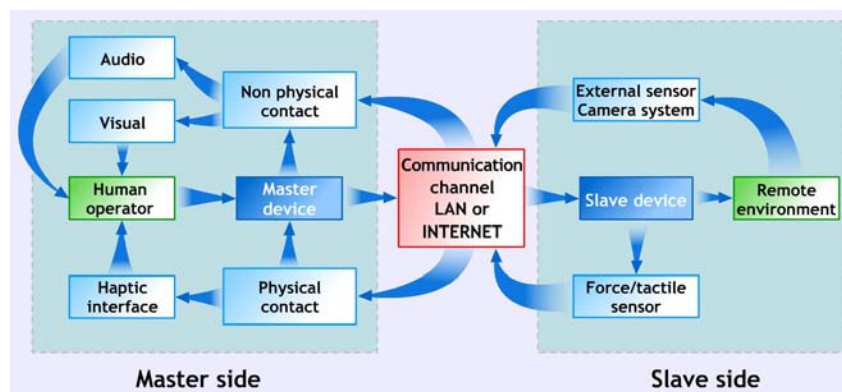 Audio
Visual
Human
operator
Haptic
interface
Non physical
contact
Master
device
Physical
contact
Communication
channel
LAN or
INTERNET
External sensor
Camera system
Slave device
Remote
environment
Force/tactile
sensor
Master side
Slave side